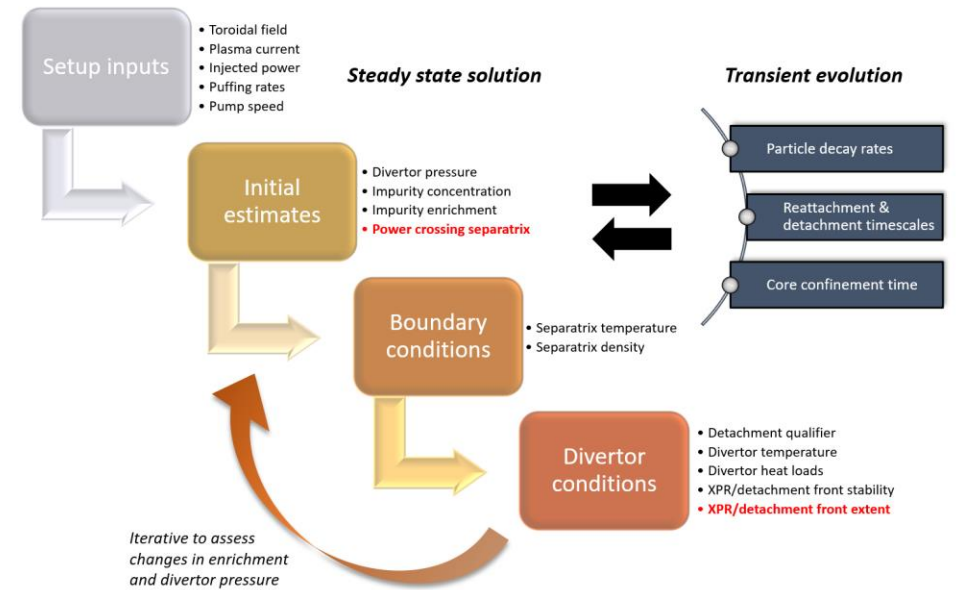 Setup inputs
• Toroidal field
• Plasma current
• Injected power
• Puffing rates
• Pump speed
Steady state solution
Transient evolution
Initial
estimates
• Divertor pressure
• Impurity concentration
• Impurity enrichment
• Power crossing separatrix
Particle decay rates
Reattachment &
detachment timescales
Core confinement time
Boundary
conditions
• Separatrix temperature
• Separatrix density
Divertor
conditions
• Detachment qualifier
• Divertor temperature
• Divertor heat loads
• XPR/detachment front stability
• XPR/detachment front extent
Iterative to assess
changes in enrichment
and divertor pressure